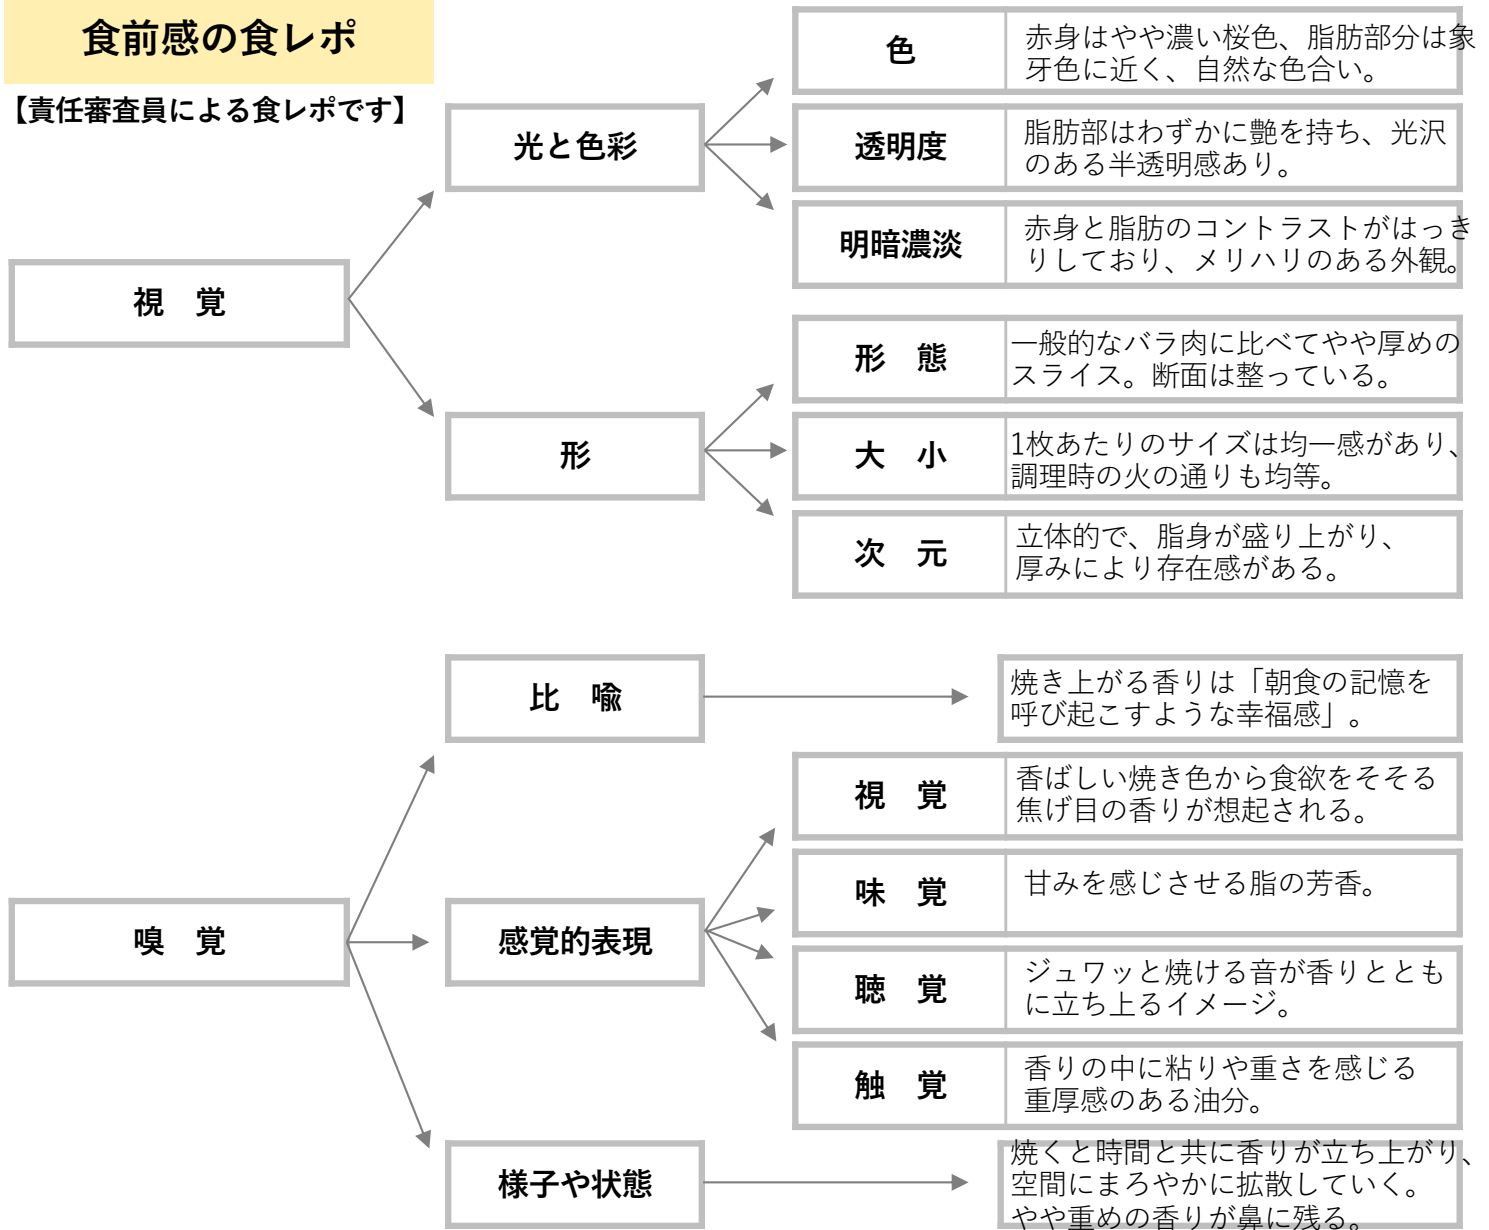 食前感の食レポ
【責任審査員による食レポです】
視　覚
光と色彩
色
赤身はやや濃い桜色、脂肪部分は象
牙色に近く、自然な色合い。
透明度
脂肪部はわずかに艶を持ち、光沢
のある半透明感あり。
明暗濃淡
赤身と脂肪のコントラストがはっき
りしており、メリハリのある外観。
形
形　態
一般的なバラ肉に比べてやや厚めの
スライス。断面は整っている。
大　小
1枚あたりのサイズは均一感があり、
調理時の火の通りも均等。
次　元
立体的で、脂身が盛り上がり、
厚みにより存在感がある。
嗅　覚
比　喩
焼き上がる香りは「朝食の記憶を
呼び起こすような幸福感」。
感覚的表現
視　覚
香ばしい焼き色から食欲をそそる
焦げ目の香りが想起される。
味　覚
甘みを感じさせる脂の芳香。
聴　覚
ジュワッと焼ける音が香りととも
に立ち上るイメージ。
触　覚
香りの中に粘りや重さを感じる
重厚感のある油分。
様子や状態
焼くと時間と共に香りが立ち上がり、
空間にまろやかに拡散していく。
やや重めの香りが鼻に残る。